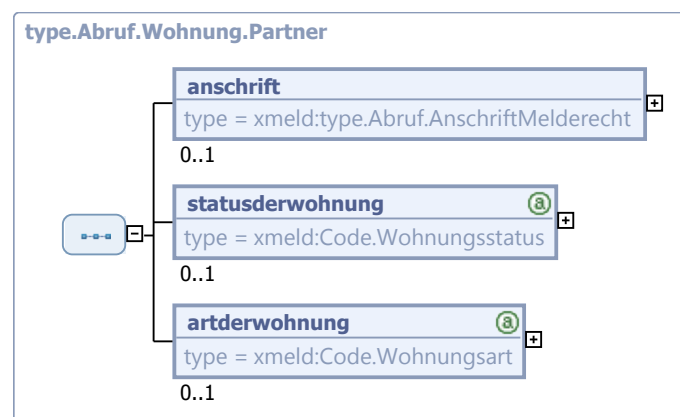 type.Abruf.Wohnung.Partner
anschrift
type = xmeld:type.Abruf.AnschriftMelderecht
0..1
statusderwohnung
a
type = xmeld:Code.Wohnungsstatus
0..1
artderwohnung
a
type = xmeld:Code.Wohnungsart
0..1